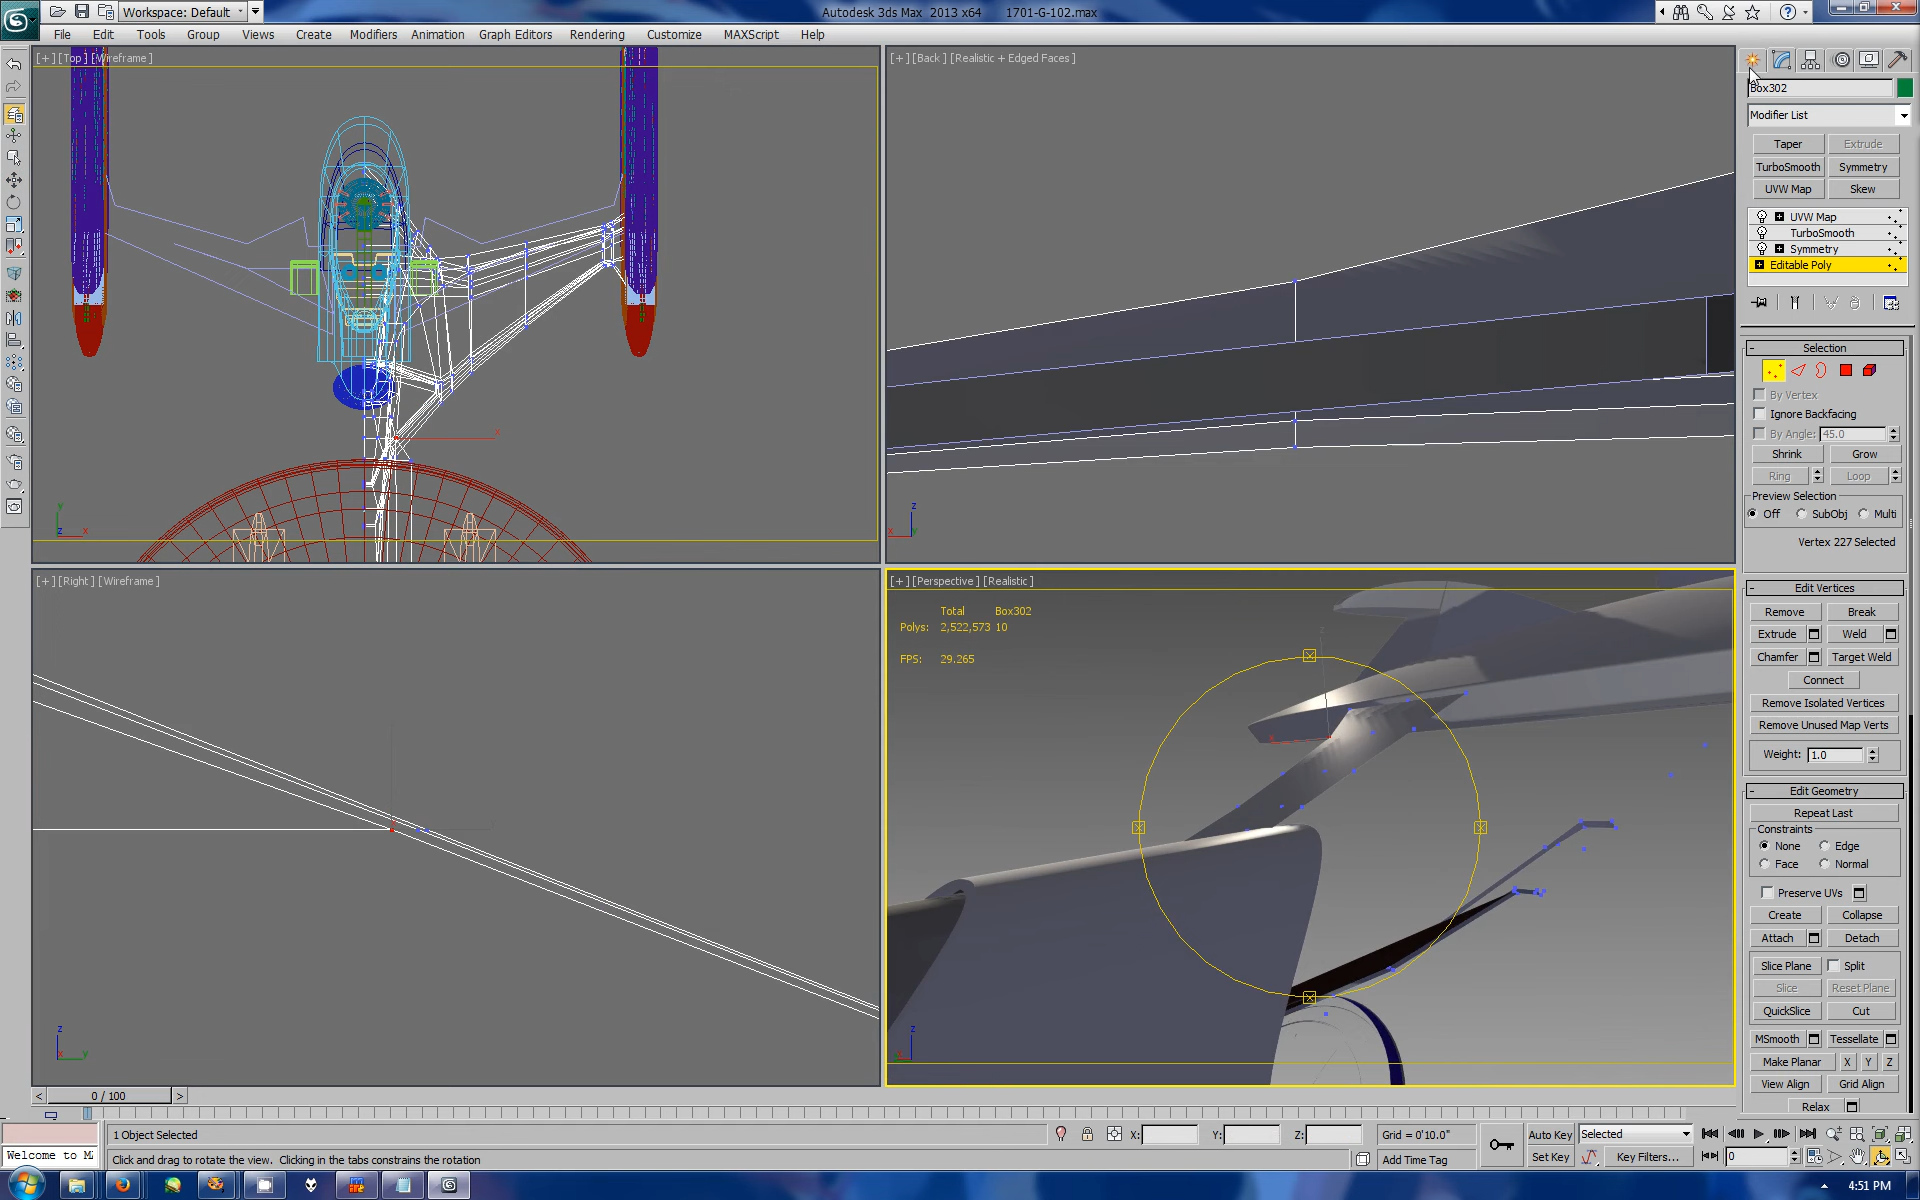 Workspace: Default
Autodesk 3ds Max 2013 x64 1701-G-102.max
File Edit Tools Group Views Create Modifiers Animation Graph Editors Rendering Customize MAXScript Help
[+][Top][Wireframe]
[+][Back][Realistic + Edged Faces]
Box302
Modifier List
Taper Extrude
TurboSmooth Symmetry
UVW Map Skew
UVW Map
TurboSmooth
Symmetry
Editable Poly
- Selection
By Vertex
Ignore Backfacing
By Angle: 45.0
Shrink Grow
Ring Loop
Preview Selection
Off SubObj Multi
Vertex 227 Selected
[+][Right][Wireframe]
[+][Perspective][Realistic]
Total Box302
Polys: 2,522,573 10
FPS: 29.265
- Edit Vertices
Remove Break
Extrude Weld
Chamfer Target Weld
Connect
Remove Isolated Vertices
Remove Unused Map Verts
Weight: 1.0
- Edit Geometry
Repeat Last
Constraints
None Edge
Face Normal
Preserve UVs
Create Collapse
Attach Detach
Slice Plane Split
Slice Reset Plane
QuickSlice Cut
MSmooth Tessellate
Make Planar X Y Z
View Align Grid Align
Relax
< 0 / 100 >
1 Object Selected
X: Y: Z:
Grid = 0'10.0"
Auto Key Selected
Welcome to M
Click and drag to rotate the view. Clicking in the tabs constrains the rotation
Add Time Tag
Set Key Key Filters...
0
4:51 PM